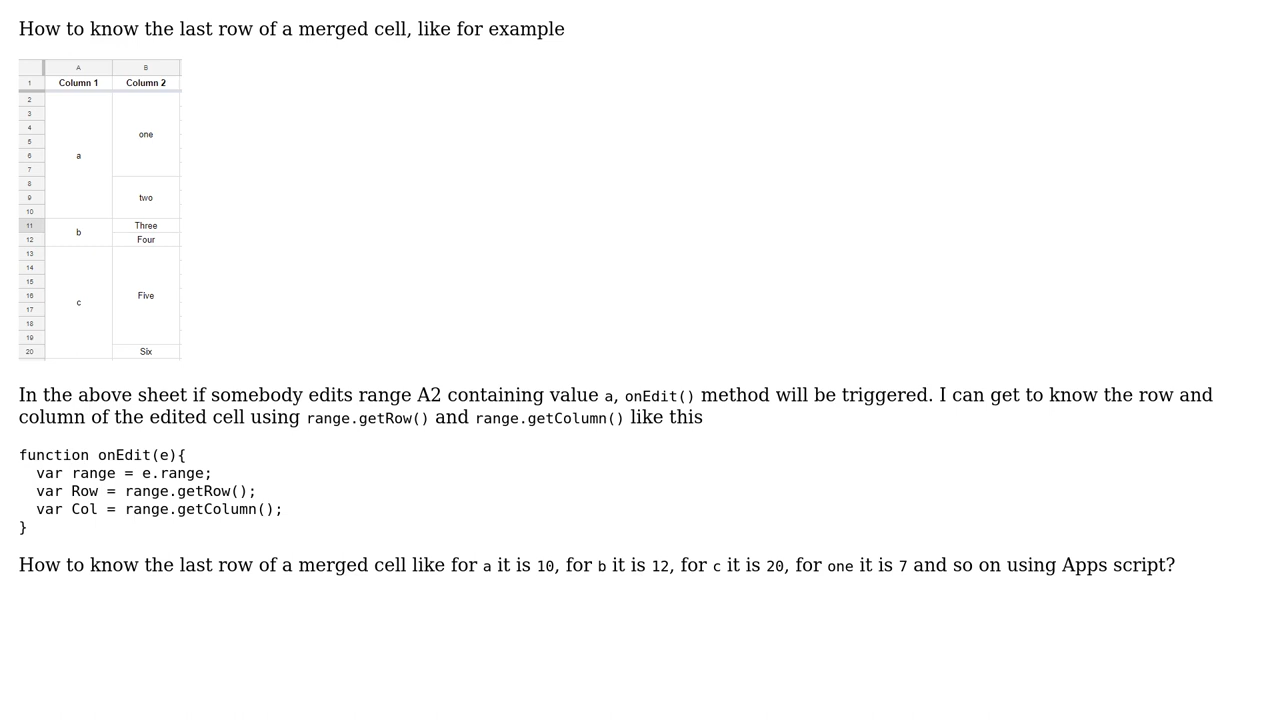 How to know the last row of a merged cell, like for example
A B
1 Column 1 Column 2
2
3
4
5 one
6 a
7
8
9 two
10
11 Three
b
12 Four
13
14
15
16 Five
c
17
18
19
20 Six
In the above sheet if somebody edits range A2 containing value a, onEdit() method will be triggered. I can get to know the row and
column of the edited cell using range.getRow() and range.getColumn() like this
function onEdit(e){
  var range = e.range;
  var Row = range.getRow();
  var Col = range.getColumn();
}
How to know the last row of a merged cell like for a it is 10, for b it is 12, for c it is 20, for one it is 7 and so on using Apps script?